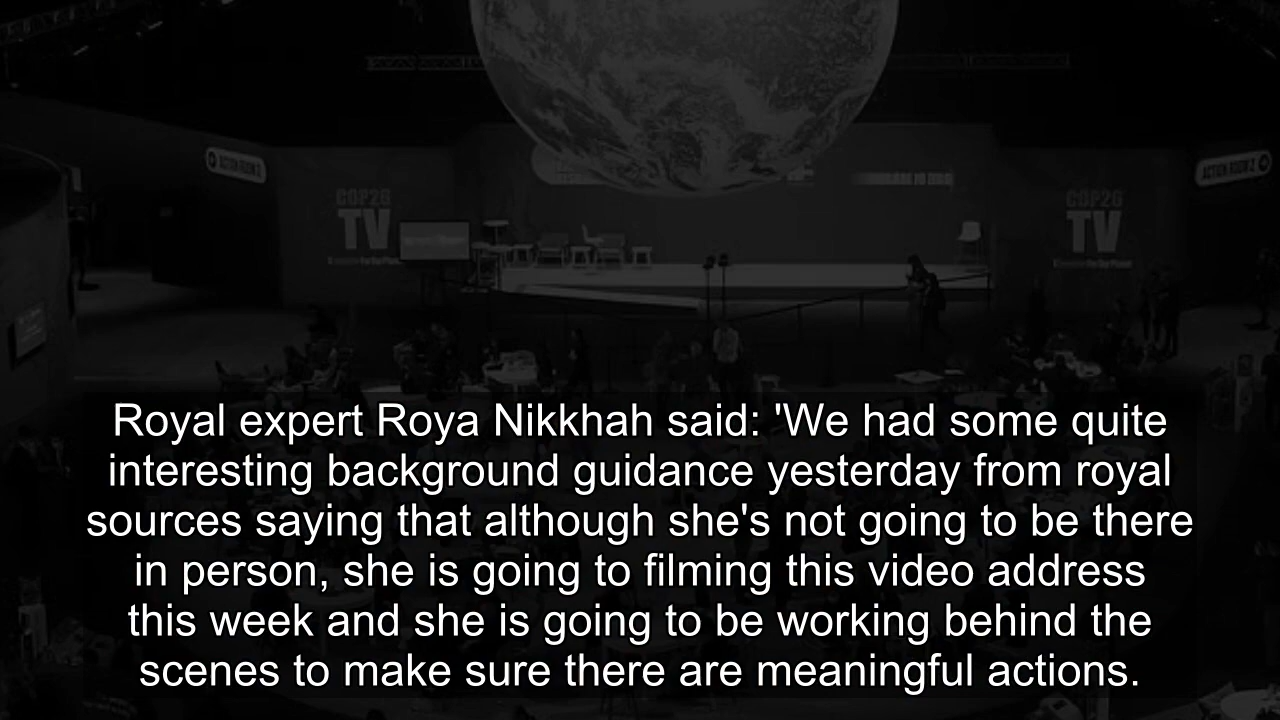 ACTION ROOM 2
COP26
TV
COP26
TV
Royal expert Roya Nikkhah said: 'We had some quite
interesting background guidance yesterday from royal
sources saying that although she's not going to be there
in person, she is going to filming this video address
this week and she is going to be working behind the
scenes to make sure there are meaningful actions.